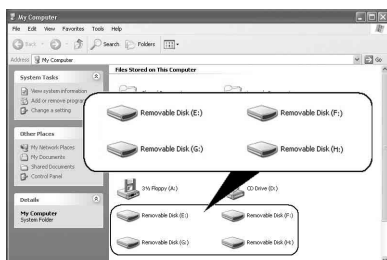 My Computer
File Edit View Favorites Tools Help
Back Search Folders
Address My Computer Go
System Tasks
View system information
Add or remove program
Change a setting
Other Places
My Network Places
My Documents
Shared Documents
Control Panel
Details
My Computer
System Folder
Files Stored on This Computer
Removable Disk (E:) Removable Disk (F:)
Removable Disk (G:) Removable Disk (H:)
3½ Floppy (A:) CD Drive (D:)
Removable Disk (E:) Removable Disk (F:)
Removable Disk (G:) Removable Disk (H:)